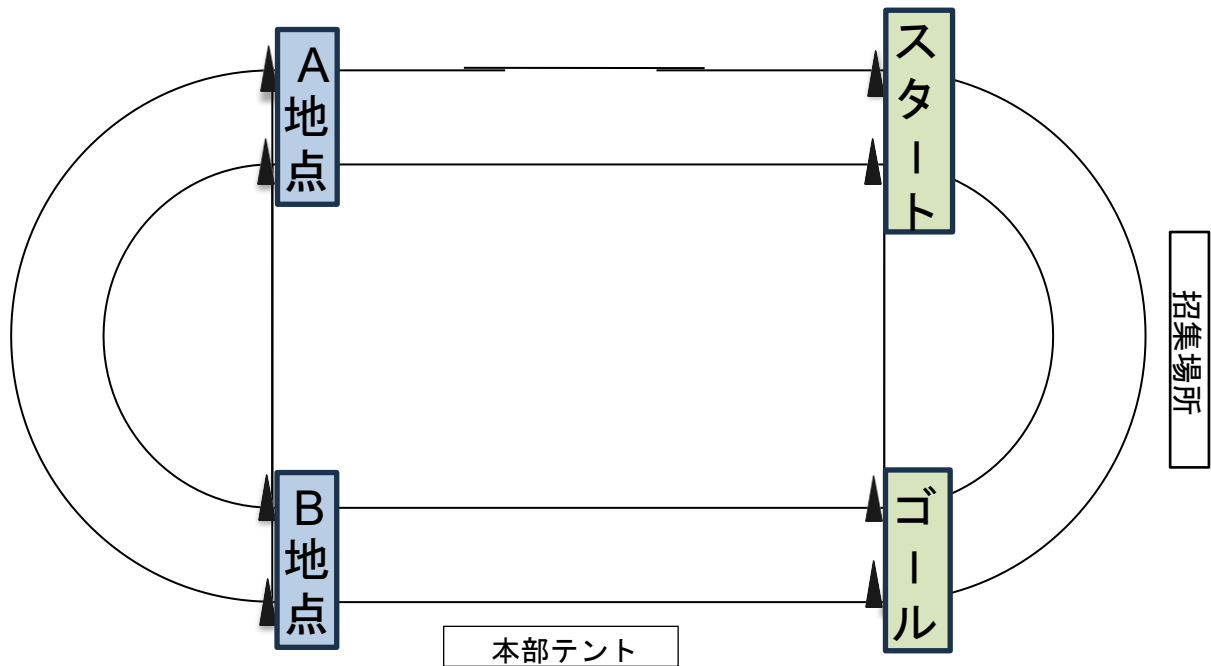 A地点
スタート
招集場所
B地点
ゴール
本部テント